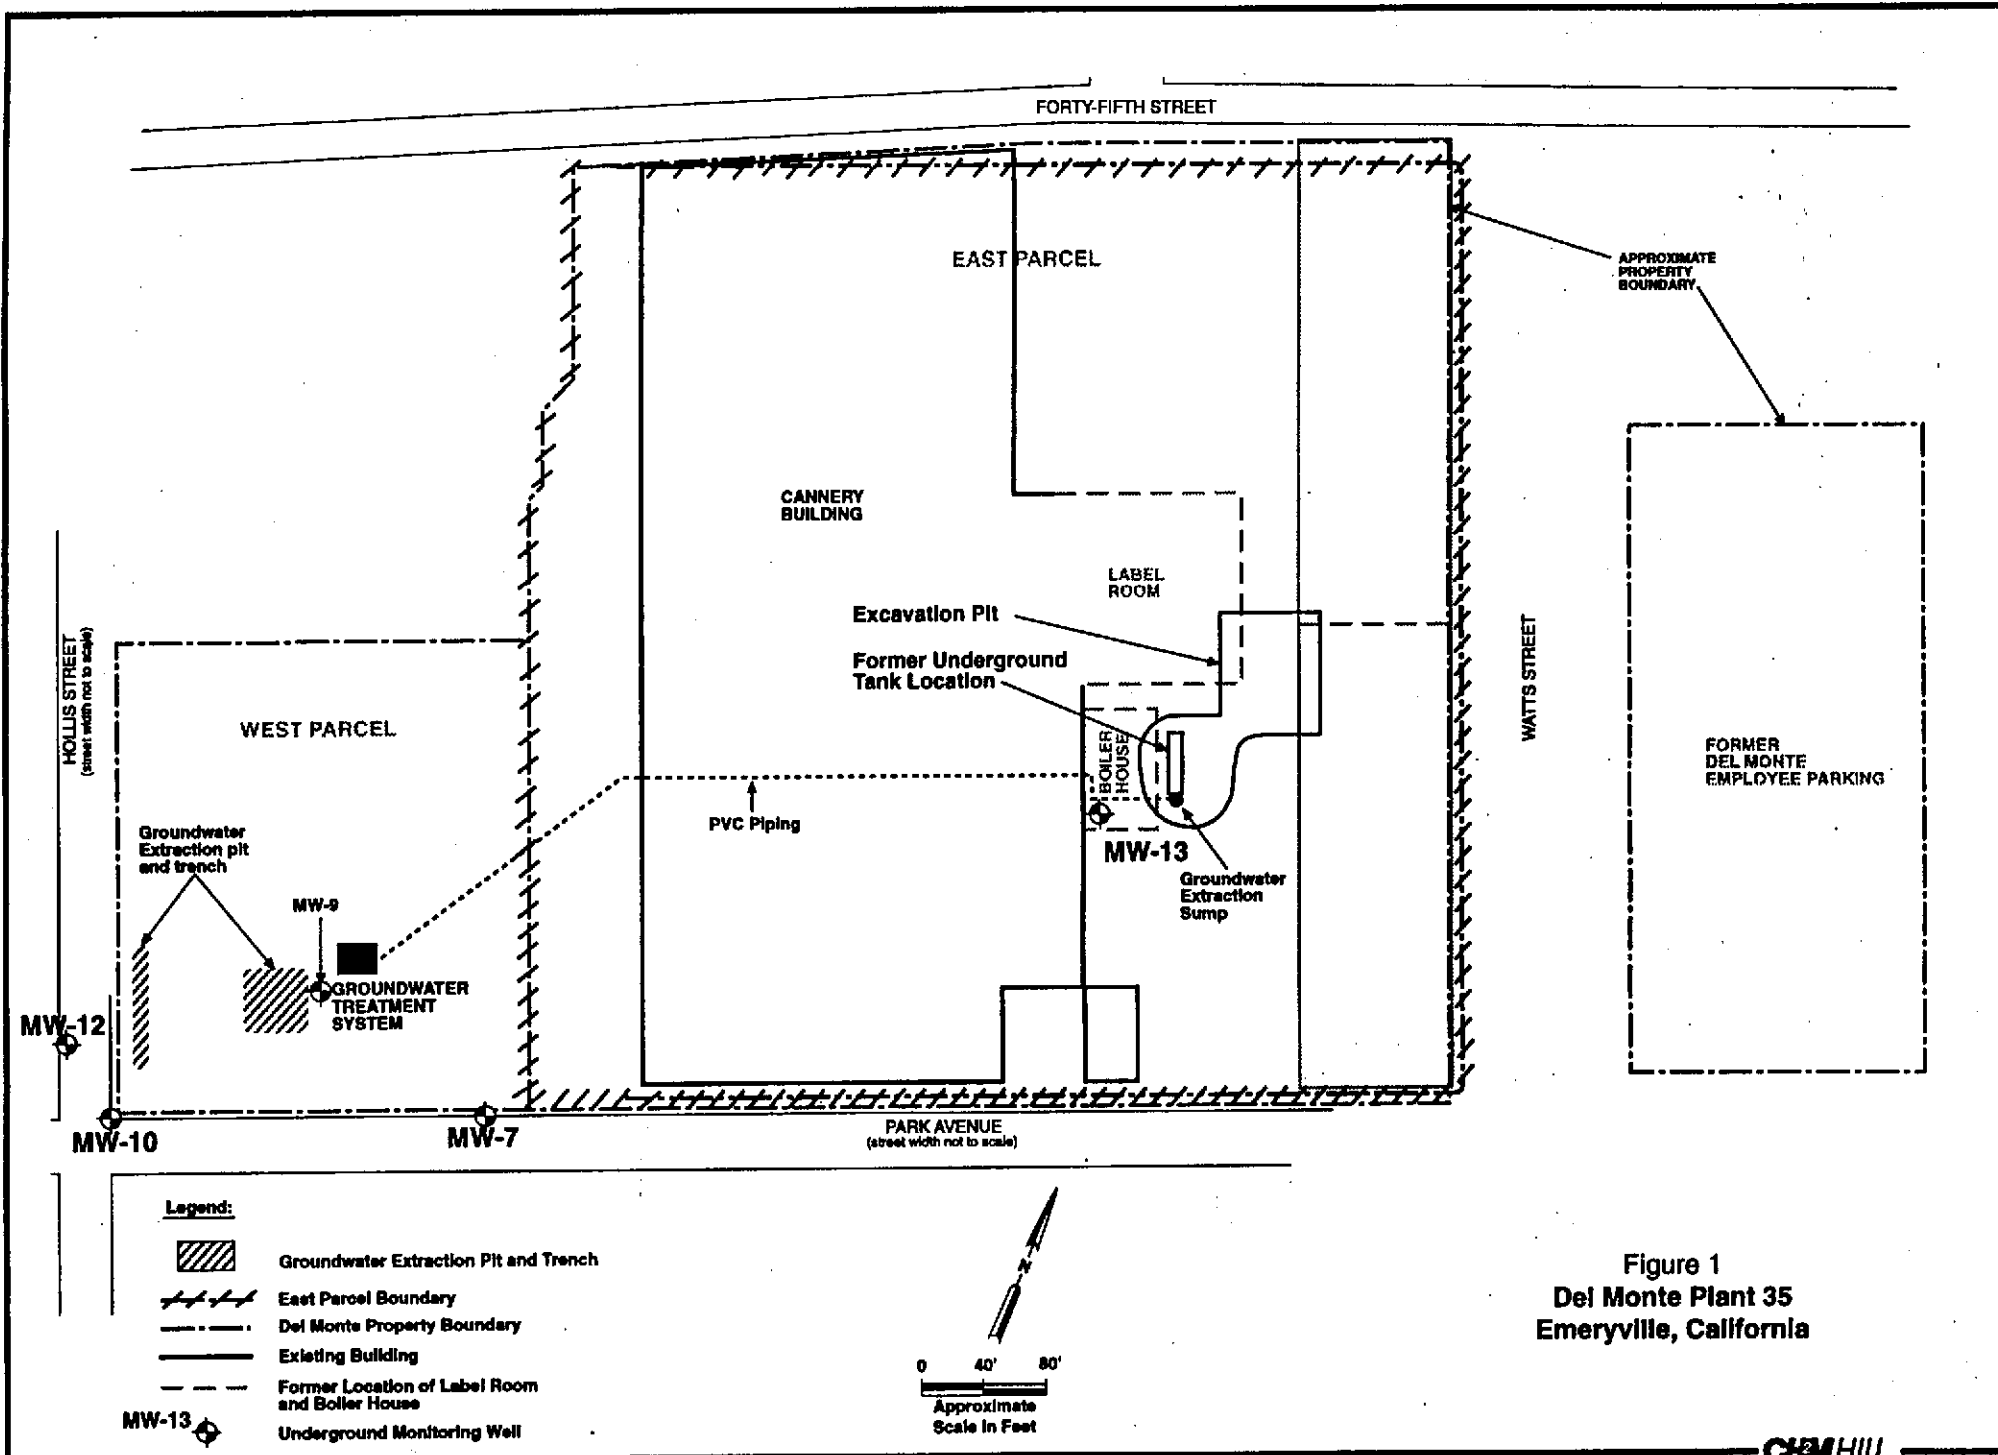 FORTY-FIFTH STREET
EAST PARCEL
APPROXIMATE
PROPERTY
BOUNDARY
CANNERY
BUILDING
LABEL
ROOM
Excavation Pit
Former Underground
Tank Location
HOLLIS STREET
(street width not to scale)
WEST PARCEL
BOILER
HOUSE
WATTS STREET
FORMER
DEL MONTE
EMPLOYEE PARKING
PVC Piping
Groundwater
Extraction pit
and trench
MW-13
Groundwater
Extraction
Sump
MW-9
GROUNDWATER
TREATMENT
SYSTEM
MW-12
MW-10
MW-7
PARK AVENUE
(street width not to scale)
Legend:
Groundwater Extraction Pit and Trench
East Parcel Boundary
Del Monte Property Boundary
Existing Building
Former Location of Label Room
and Boiler House
MW-13
Underground Monitoring Well
N
0 40' 80'
Approximate
Scale in Feet
Figure 1
Del Monte Plant 35
Emeryville, California
CH2M HILL